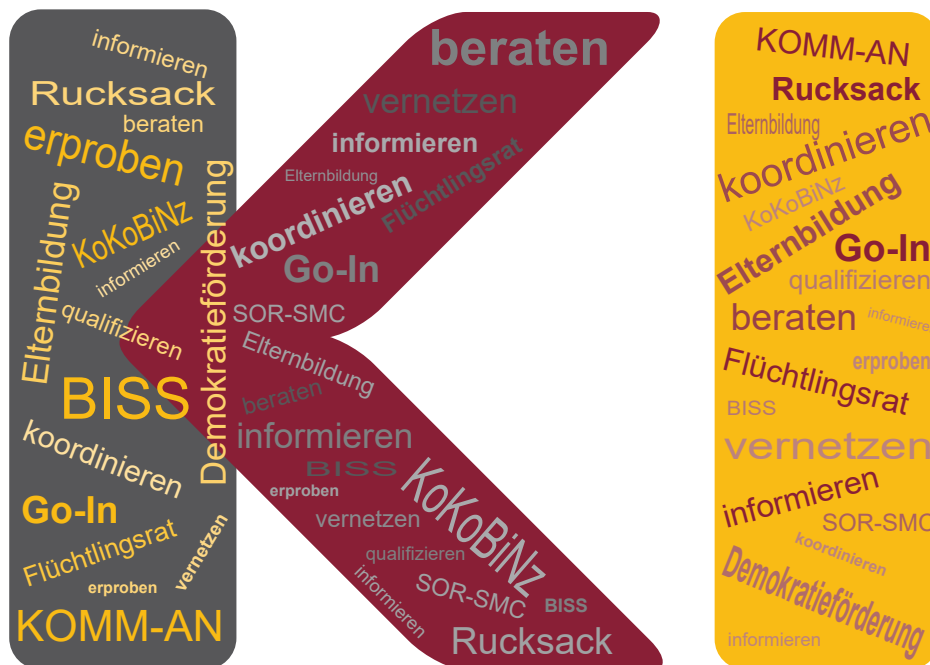 informieren
Rucksack
beraten
erproben
Elternbildung
KoKoBiNz
informieren
Demokratieförderung
qualifizieren
BISS
koordinieren
Go-In
Flüchtlingsrat
vernetzen
erproben
KOMM-AN
beraten
vernetzen
informieren
Elternbildung
koordinieren
Flüchtlingsrat
Go-In
SOR-SMC
Elternbildung
beraten
informieren
BISS
erproben
KoKoBiNz
vernetzen
qualifizieren
informieren
SOR-SMC
BISS
Rucksack
KOMM-AN
Rucksack
Elternbildung
koordinieren
KoKoBiNz
Elternbildung
Go-In
qualifizieren
beraten
informieren
erproben
Flüchtlingsrat
BISS
vernetzen
informieren
SOR-SMC
koordinieren
Demokratieförderung
informieren